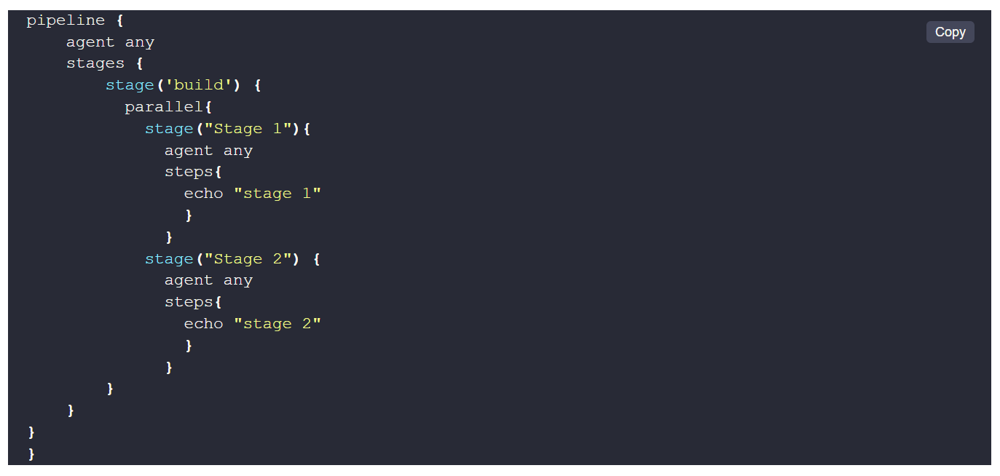 pipeline {
Copy
agent any
stages {
stage('build') {
parallel{
stage("Stage 1"){
agent any
steps{
echo "stage 1"
}
}
stage("Stage 2") {
agent any
steps{
echo "stage 2"
}
}
}
}
}
}